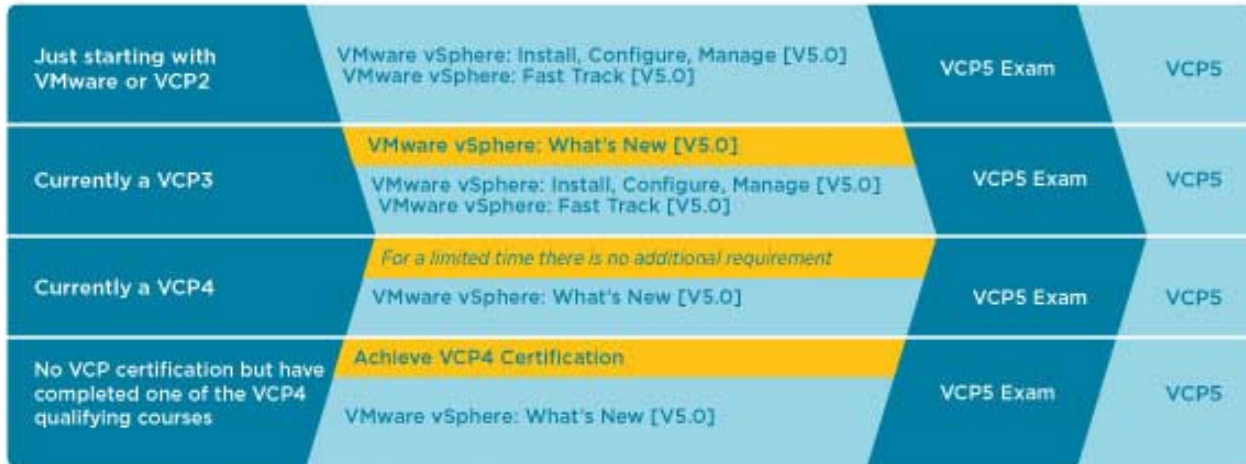 Just starting with
VMware or VCP2
VMware vSphere: Install, Configure, Manage [V5.0]
VMware vSphere: Fast Track [V5.0]
VCP5 Exam
VCP5
Currently a VCP3
VMware vSphere: What's New [V5.0]
VMware vSphere: Install, Configure, Manage [V5.0]
VMware vSphere: Fast Track [V5.0]
VCP5 Exam
VCP5
Currently a VCP4
For a limited time there is no additional requirement
VMware vSphere: What's New [V5.0]
VCP5 Exam
VCP5
No VCP certification but have
completed one of the VCP4
qualifying courses
Achieve VCP4 Certification
VMware vSphere: What's New [V5.0]
VCP5 Exam
VCP5